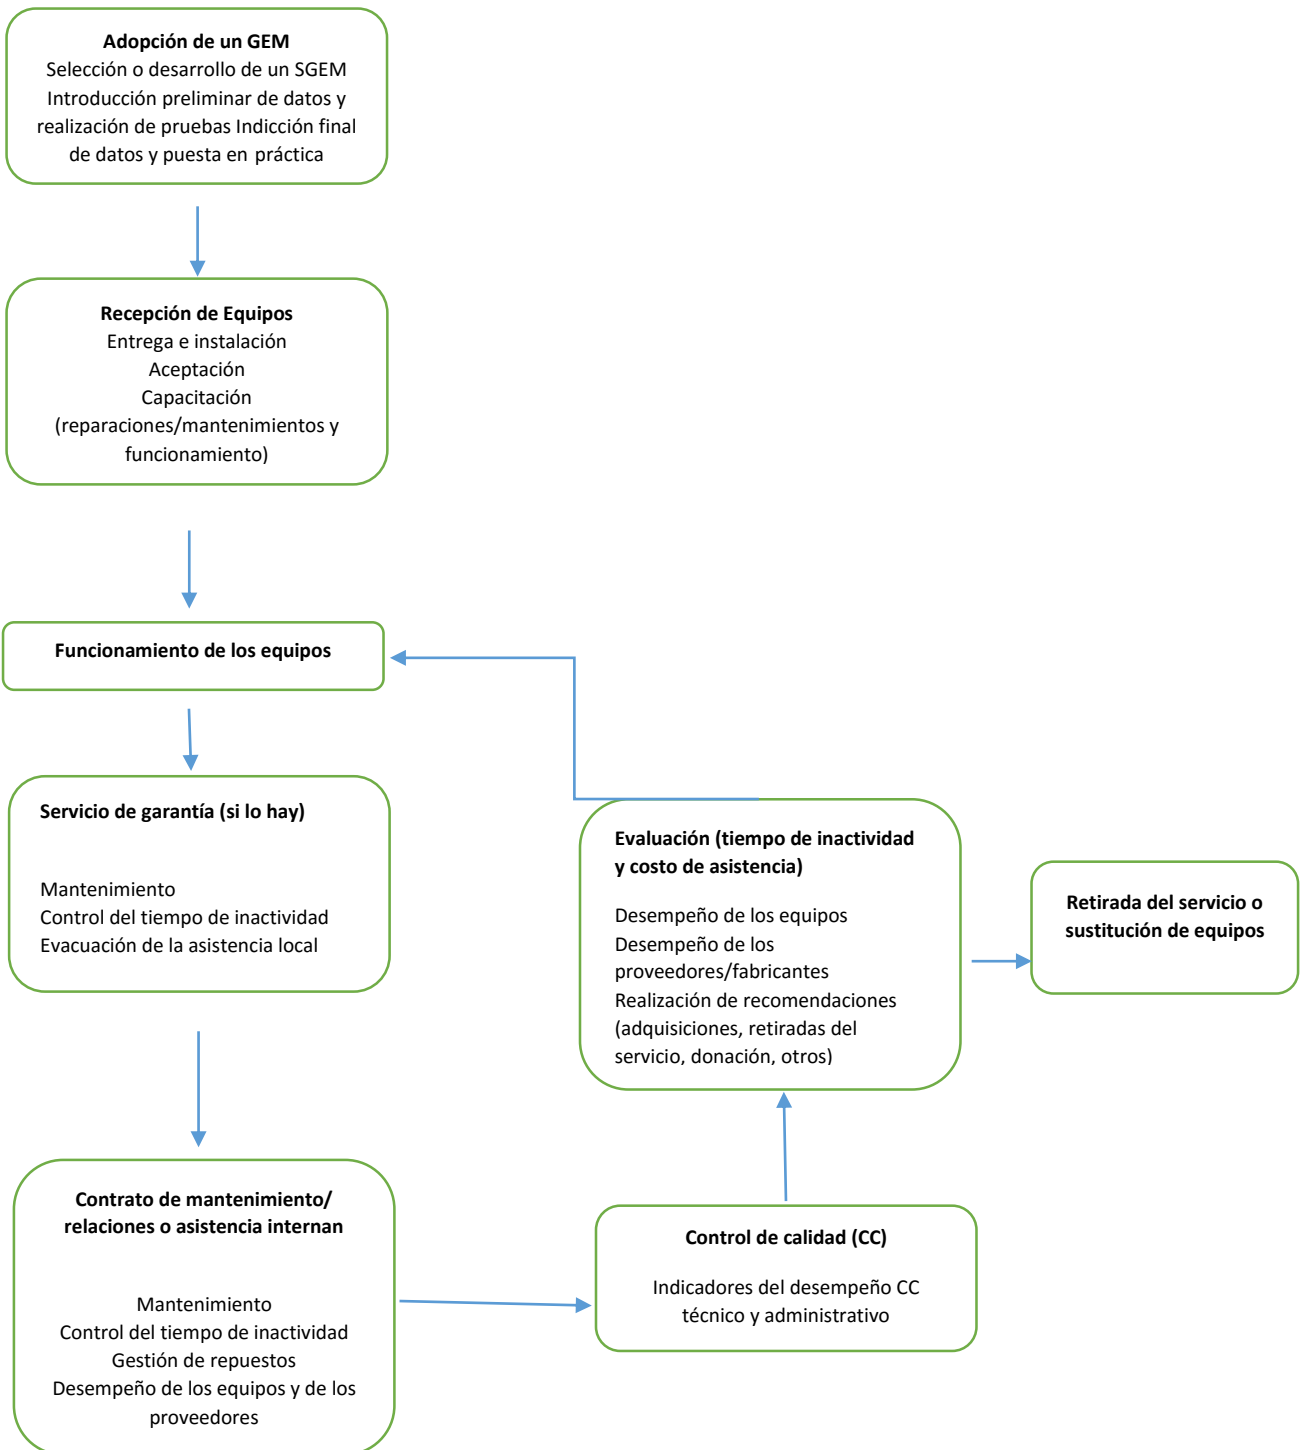 Adopción de un GEM
Selección o desarrollo de un SGEM
Introducción preliminar de datos y
realización de pruebas Indicción final
de datos y puesta en práctica
Recepción de Equipos
Entrega e instalación
Aceptación
Capacitación
(reparaciones/mantenimientos y
funcionamiento)
Funcionamiento de los equipos
Servicio de garantía (si lo hay)
Mantenimiento
Control del tiempo de inactividad
Evacuación de la asistencia local
Contrato de mantenimiento/
relaciones o asistencia internan
Mantenimiento
Control del tiempo de inactividad
Gestión de repuestos
Desempeño de los equipos y de los
proveedores
Control de calidad (CC)
Indicadores del desempeño CC
técnico y administrativo
Evaluación (tiempo de inactividad
y costo de asistencia)
Desempeño de los equipos
Desempeño de los
proveedores/fabricantes
Realización de recomendaciones
(adquisiciones, retiradas del
servicio, donación, otros)
Retirada del servicio o
sustitución de equipos